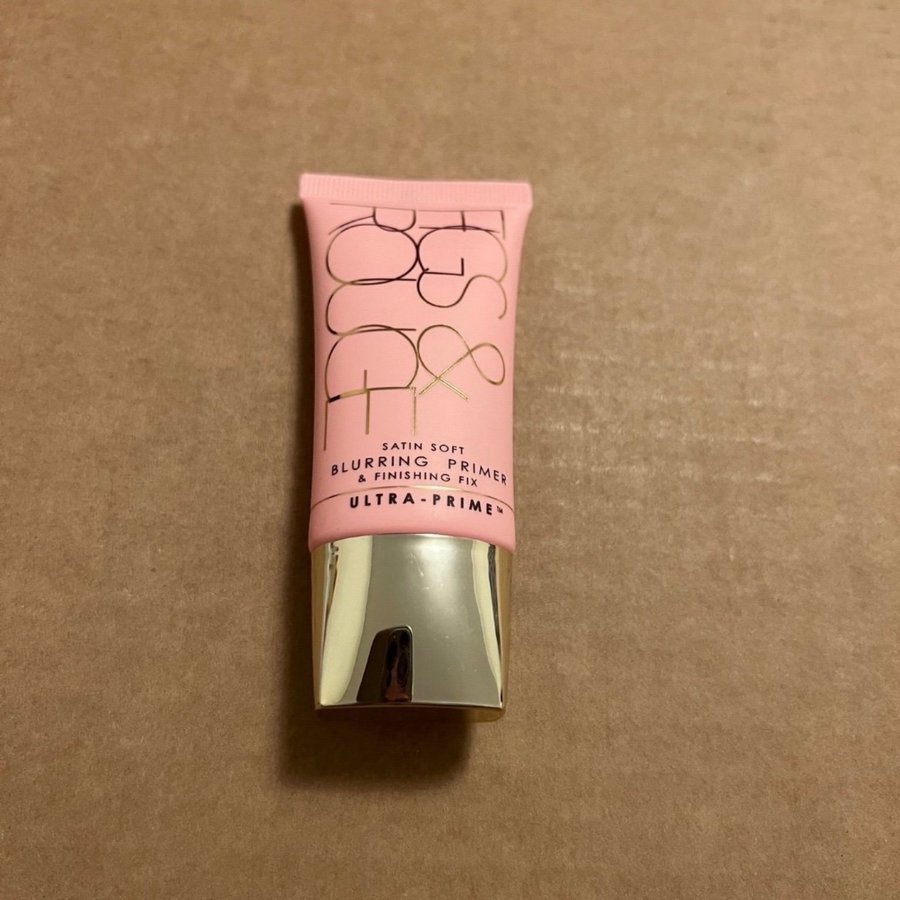 FIGS &
ROUGE
SATIN SOFT
BLURRING PRIMER
& FINISHING FIX
ULTRA-PRIME™